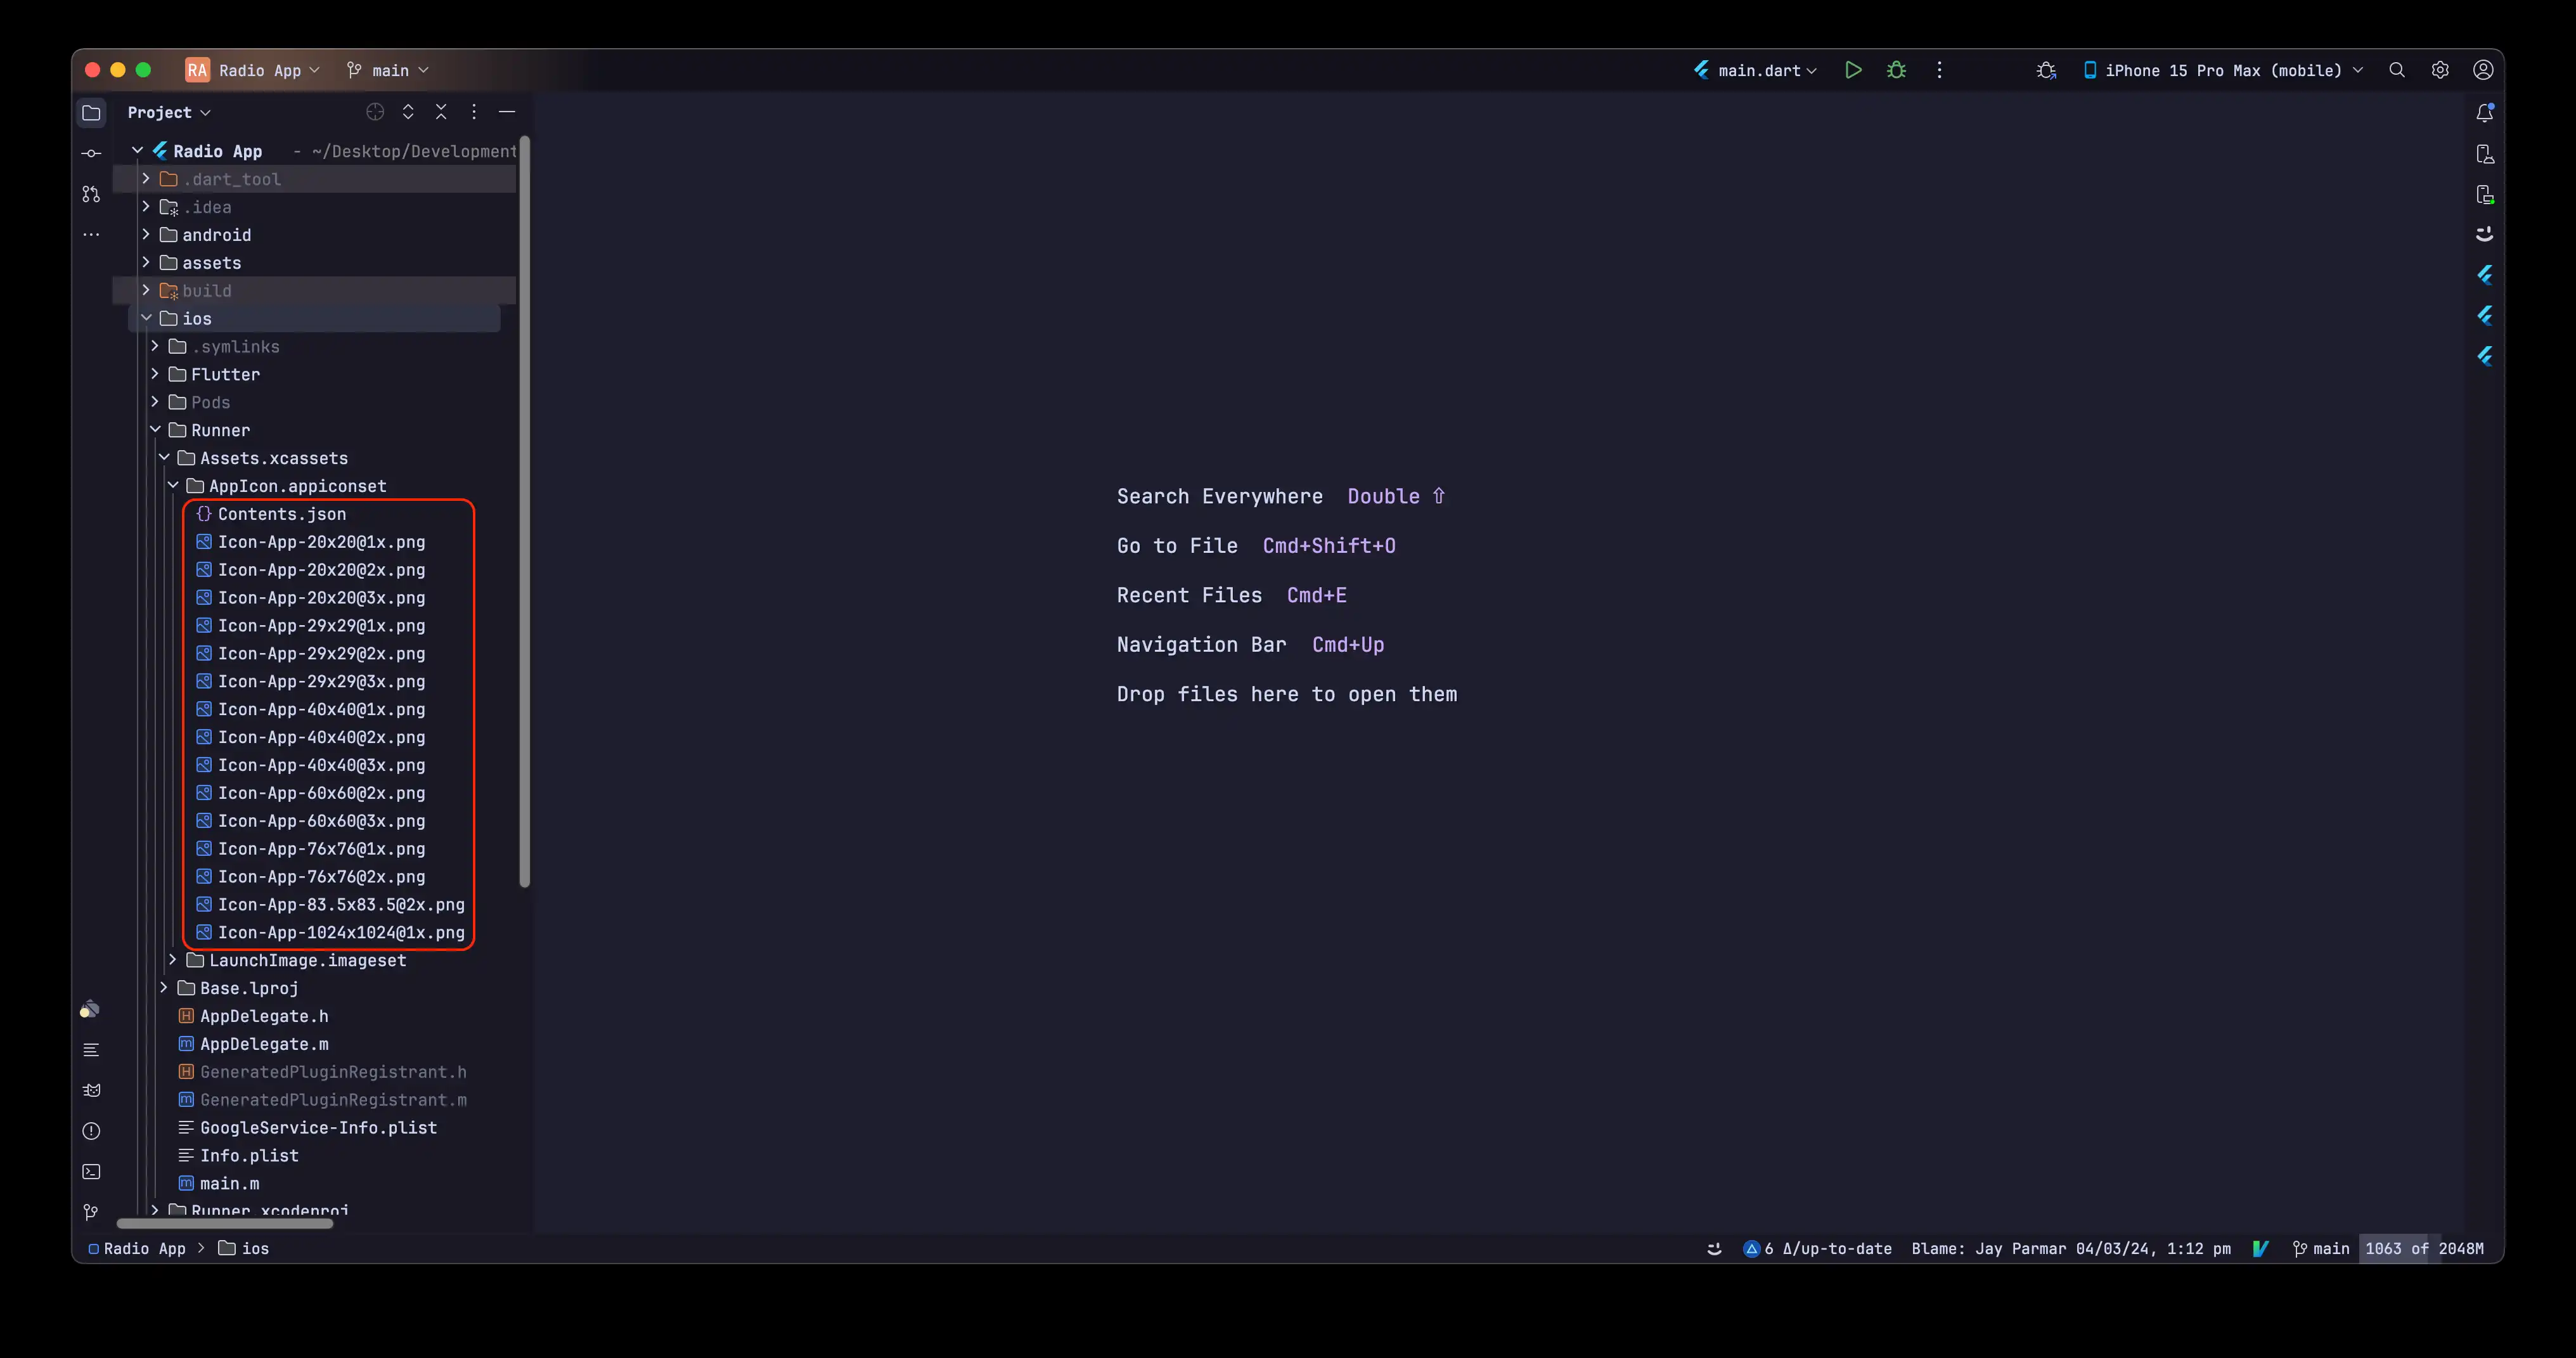 RA Radio App main
main.dart
iPhone 15 Pro Max (mobile)
Project
Radio App - ~/Desktop/Development
.dart_tool
.idea
android
assets
build
ios
.symlinks
Flutter
Pods
Runner
Assets.xcassets
AppIcon.appiconset
{} Contents.json
Icon-App-20x20@1x.png
Icon-App-20x20@2x.png
Icon-App-20x20@3x.png
Icon-App-29x29@1x.png
Icon-App-29x29@2x.png
Icon-App-29x29@3x.png
Icon-App-40x40@1x.png
Icon-App-40x40@2x.png
Icon-App-40x40@3x.png
Icon-App-60x60@2x.png
Icon-App-60x60@3x.png
Icon-App-76x76@1x.png
Icon-App-76x76@2x.png
Icon-App-83.5x83.5@2x.png
Icon-App-1024x1024@1x.png
LaunchImage.imageset
Base.lproj
H AppDelegate.h
m AppDelegate.m
H GeneratedPluginRegistrant.h
m GeneratedPluginRegistrant.m
GoogleService-Info.plist
Info.plist
m main.m
Runner.xcodeproj
Search Everywhere Double ⇧
Go to File Cmd+Shift+O
Recent Files Cmd+E
Navigation Bar Cmd+Up
Drop files here to open them
Radio App > ios
6 Δ/up-to-date Blame: Jay Parmar 04/03/24, 1:12 pm main 1063 of 2048M